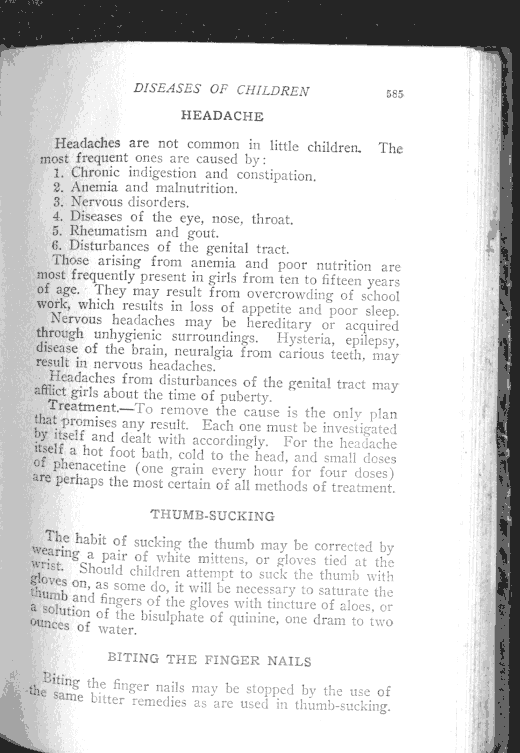 DISEASES OF CHILDREN 585
HEADACHE
Headaches are not common in little children. The
most frequent ones are caused by:
1. Chronic indigestion and constipation.
2. Anemia and malnutrition.
3. Nervous disorders.
4. Diseases of the eye, nose, throat.
5. Rheumatism and gout.
6. Disturbances of the genital tract.
Those arising from anemia and poor nutrition are
most frequently present in girls from ten to fifteen years
of age. They may result from overcrowding of school
work, which results in loss of appetite and poor sleep.
Nervous headaches may be hereditary or acquired
through unhygienic surroundings. Hysteria, epilepsy,
disease of the brain, neuralgia from carious teeth, may
result in nervous headaches.
Headaches from disturbances of the genital tract may
afflict girls about the time of puberty.
Treatment.—To remove the cause is the only plan
that promises any result. Each one must be investigated
by itself and dealt with accordingly. For the headache
itself a hot foot bath, cold to the head, and small doses
of phenacetine (one grain every hour for four doses)
are perhaps the most certain of all methods of treatment.
THUMB-SUCKING
The habit of sucking the thumb may be corrected by
wearing a pair of white mittens, or gloves tied at the
wrist. Should children attempt to suck the thumb with
gloves on, as some do, it will be necessary to saturate the
thumb and fingers of the gloves with tincture of aloes, or
a solution of the bisulphate of quinine, one dram to two
ounces of water.
BITING THE FINGER NAILS
Biting the finger nails may be stopped by the use of
the same bitter remedies as are used in thumb-sucking.